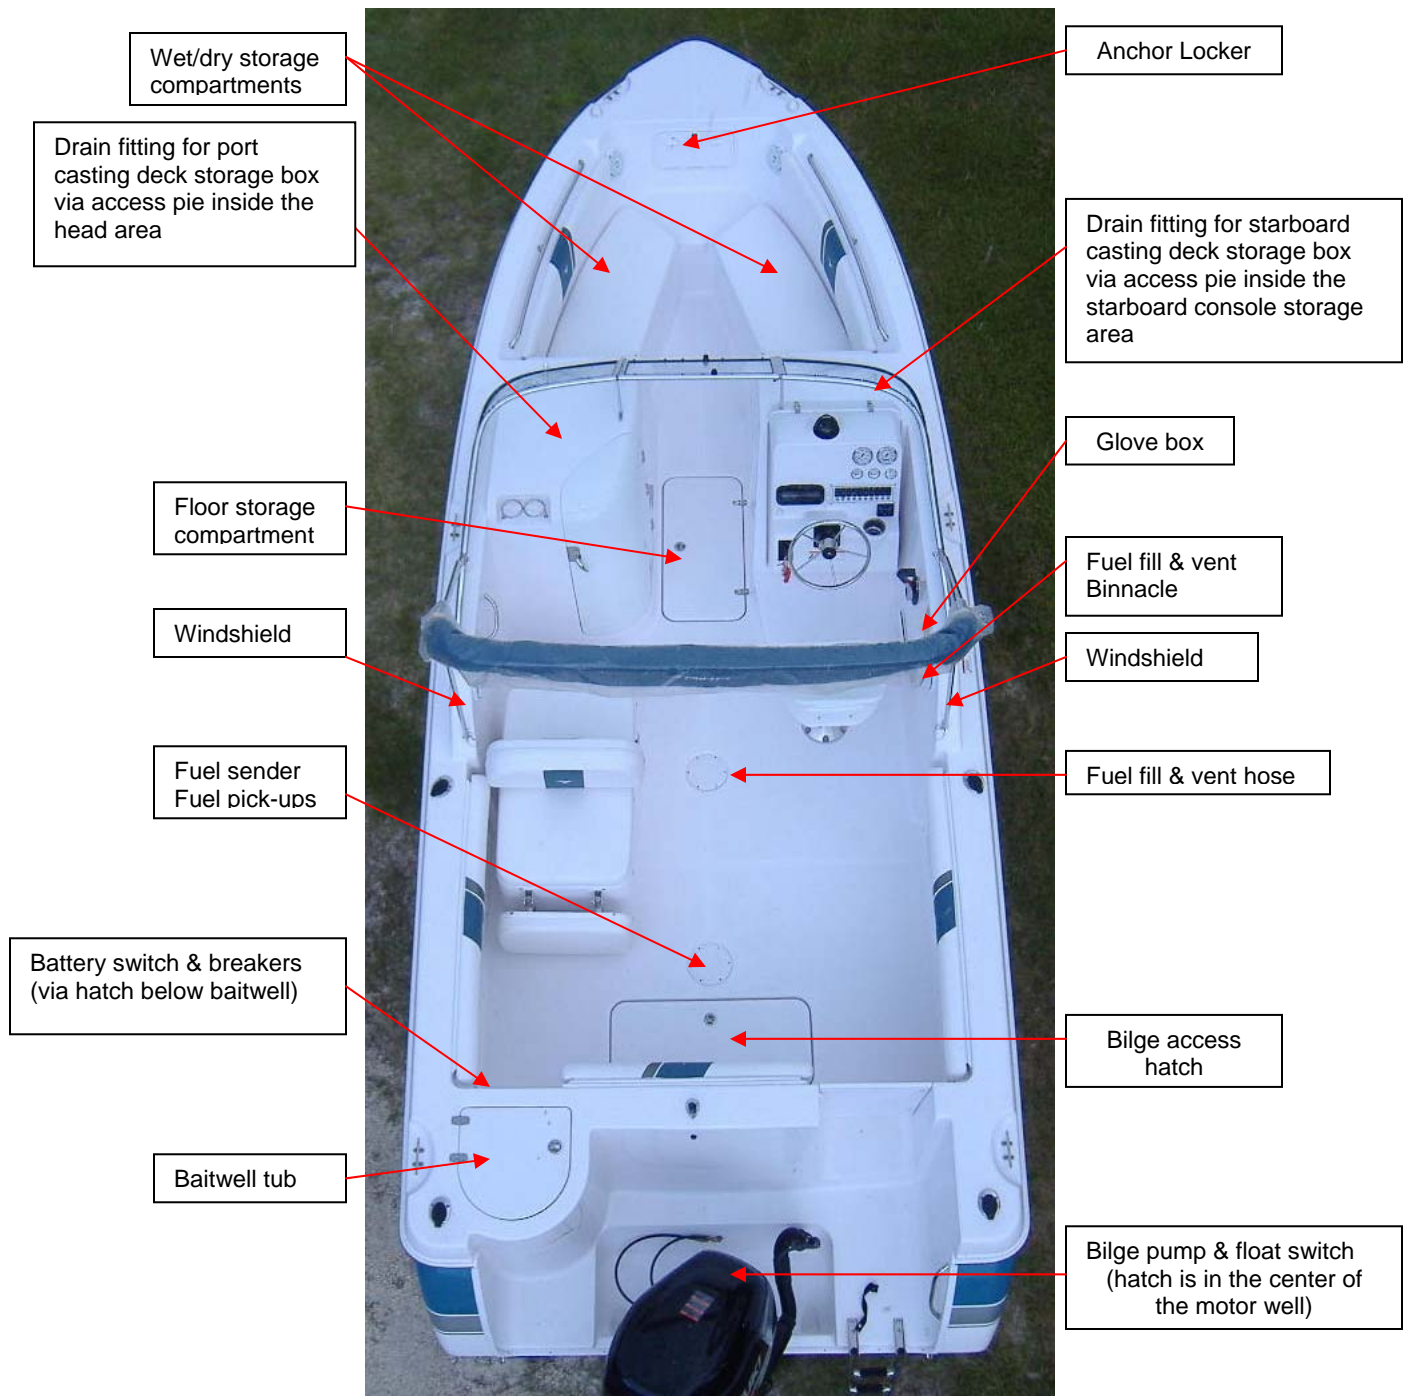 Wet/dry storage
compartments
Drain fitting for port
casting deck storage box
via access pie inside the
head area
Floor storage
compartment
Windshield
Fuel sender
Fuel pick-ups
Battery switch & breakers
(via hatch below baitwell)
Baitwell tub
Anchor Locker
Drain fitting for starboard
casting deck storage box
via access pie inside the
starboard console storage
area
Glove box
Fuel fill & vent
Binnacle
Windshield
Fuel fill & vent hose
Bilge access
hatch
Bilge pump & float switch
(hatch is in the center of
the motor well)